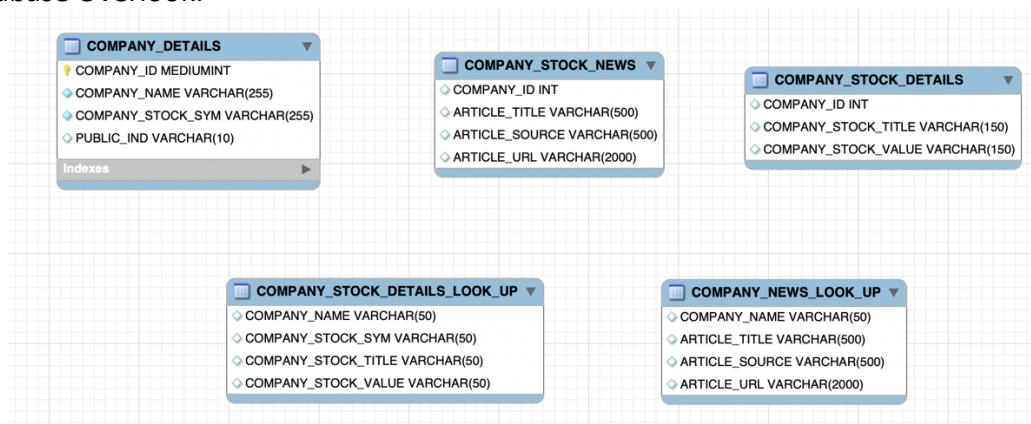 COMPANY_DETAILS
COMPANY_ID MEDIUMINT
COMPANY_NAME VARCHAR(255)
COMPANY_STOCK_SYM VARCHAR(255)
PUBLIC_IND VARCHAR(10)
Indexes
COMPANY_STOCK_NEWS
COMPANY_ID INT
ARTICLE_TITLE VARCHAR(500)
ARTICLE_SOURCE VARCHAR(500)
ARTICLE_URL VARCHAR(2000)
COMPANY_STOCK_DETAILS
COMPANY_ID INT
COMPANY_STOCK_TITLE VARCHAR(150)
COMPANY_STOCK_VALUE VARCHAR(150)
COMPANY_STOCK_DETAILS_LOOK_UP
COMPANY_NAME VARCHAR(50)
COMPANY_STOCK_SYM VARCHAR(50)
COMPANY_STOCK_TITLE VARCHAR(50)
COMPANY_STOCK_VALUE VARCHAR(50)
COMPANY_NEWS_LOOK_UP
COMPANY_NAME VARCHAR(50)
ARTICLE_TITLE VARCHAR(500)
ARTICLE_SOURCE VARCHAR(500)
ARTICLE_URL VARCHAR(2000)